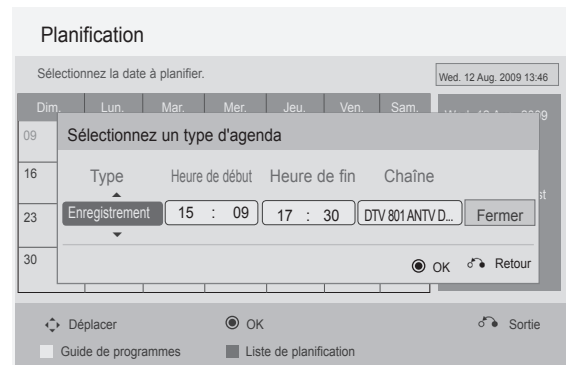 Planification
Sélectionnez la date à planifier.
Wed. 12 Aug. 2009 13:46
Dim. Lun. Mar. Mer. Jeu. Ven. Sam.
09
Sélectionnez un type d'agenda
16
Type Heure de début Heure de fin Chaîne
23
Enregistrement 15 : 09 17 : 30 DTV 801 ANTV D... Fermer
30
OK Retour
Déplacer OK Sortie
Guide de programmes Liste de planification